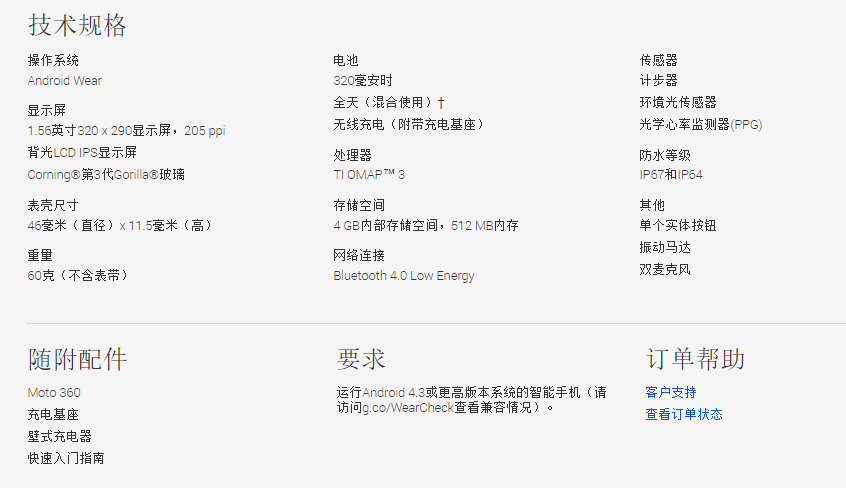 技术规格
操作系统
Android Wear
显示屏
1.56英寸320 x 290显示屏，205 ppi
背光LCD IPS显示屏
Corning®第3代Gorilla®玻璃
表壳尺寸
46毫米（直径）x 11.5毫米（高）
重量
60克（不含表带）
电池
320毫安时
全天（混合使用）†
无线充电（附带充电基座）
处理器
TI OMAP™ 3
存储空间
4 GB内部存储空间，512 MB内存
网络连接
Bluetooth 4.0 Low Energy
传感器
计步器
环境光传感器
光学心率监测器(PPG)
防水等级
IP67和IP64
其他
单个实体按钮
振动马达
双麦克风
随附配件
Moto 360
充电基座
壁式充电器
快速入门指南
要求
运行Android 4.3或更高版本系统的智能手机（请
访问g.co/WearCheck查看兼容情况）。
订单帮助
客户支持
查看订单状态